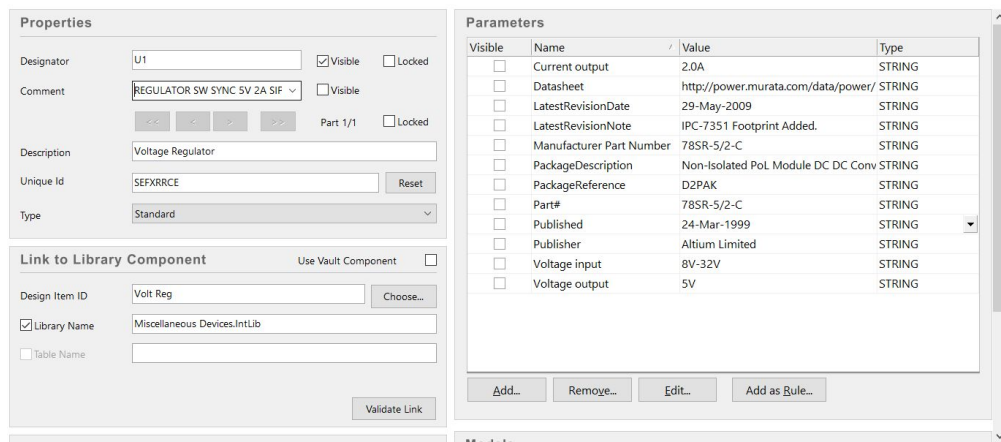 Properties
Designator U1 Visible Locked
Comment REGULATOR SW SYNC 5V 2A SIF Visible
<< < > >> Part 1/1 Locked
Description Voltage Regulator
Unique Id SEFXRRCE Reset
Type Standard
Link to Library Component Use Vault Component
Design Item ID Volt Reg Choose...
Library Name Miscellaneous Devices.IntLib
Table Name
Validate Link
Parameters
Visible Name / Value Type
Current output 2.0A STRING
Datasheet http://power.murata.com/data/power/ STRING
LatestRevisionDate 29-May-2009 STRING
LatestRevisionNote IPC-7351 Footprint Added. STRING
Manufacturer Part Number 78SR-5/2-C STRING
PackageDescription Non-Isolated PoL Module DC DC Conv STRING
PackageReference D2PAK STRING
Part# 78SR-5/2-C STRING
Published 24-Mar-1999 STRING
Publisher Altium Limited STRING
Voltage input 8V-32V STRING
Voltage output 5V STRING
Add... Remove... Edit... Add as Rule...